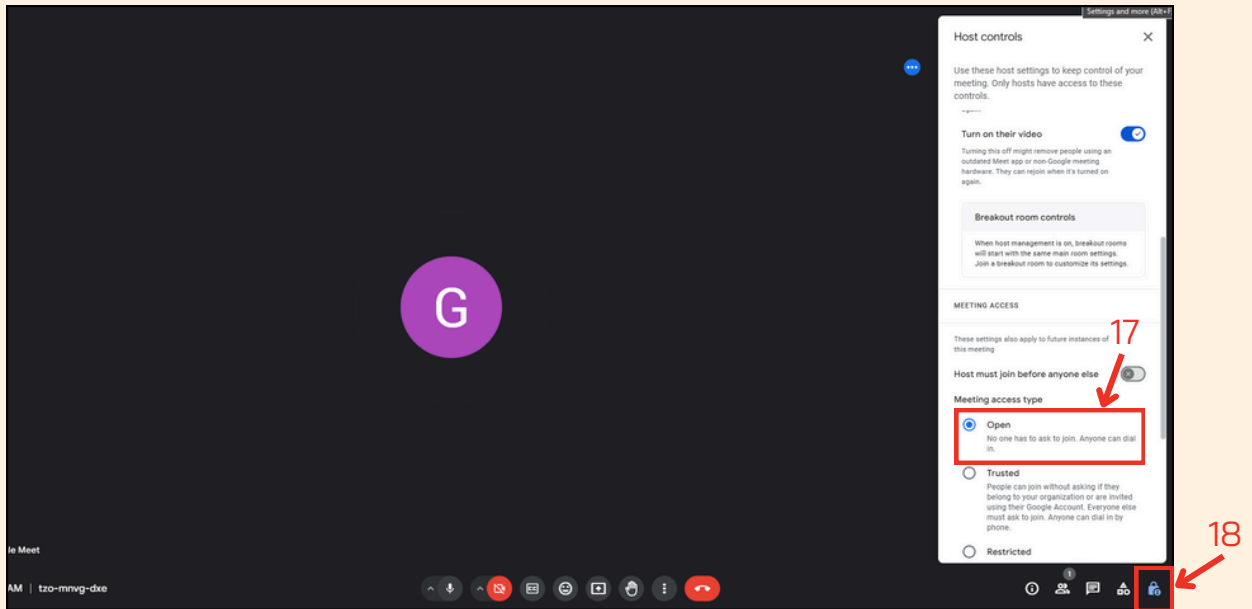 Settings and more (Alt+F
Host controls
Use these host settings to keep control of your
meeting. Only hosts have access to these
controls.
Turn on their video
Turning this off might remove people using an
outdated Meet app or non-Google meeting
hardware. They can rejoin when it's turned on
again.
Breakout room controls
When host management is on, breakout rooms
will start with the same main room settings.
Join a breakout room to customize its settings.
MEETING ACCESS
These settings also apply to future instances of
this meeting
17
Host must join before anyone else
Meeting access type
Open
No one has to ask to join. Anyone can dial
in.
Trusted
People can join without asking if they
belong to your organization or are invited
using their Google Account. Everyone else
must ask to join. Anyone can dial in by
phone.
Restricted
G
le Meet
AM | tzo-mnvg-dxe
CC
1
18